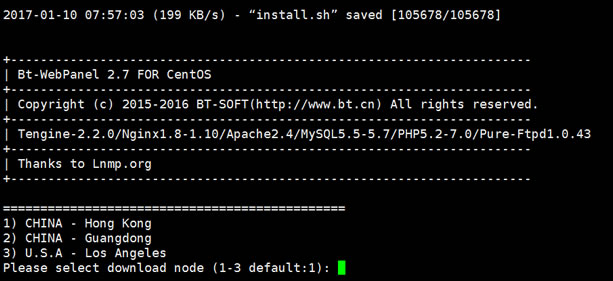 2017-01-10 07:57:03 (199 KB/s) - “install.sh” saved [105678/105678]
+----------------------------------------------------------------------
| Bt-WebPanel 2.7 FOR CentOS
+----------------------------------------------------------------------
| Copyright (c) 2015-2016 BT-SOFT(http://www.bt.cn) All rights reserved.
+----------------------------------------------------------------------
| Tengine-2.2.0/Nginx1.8-1.10/Apache2.4/MySQL5.5-5.7/PHP5.2-7.0/Pure-Ftpd1.0.43
+----------------------------------------------------------------------
| Thanks to Lnmp.org
+----------------------------------------------------------------------
==============================================
1) CHINA - Hong Kong
2) CHINA - Guangdong
3) U.S.A - Los Angeles
Please select download node (1-3 default:1):